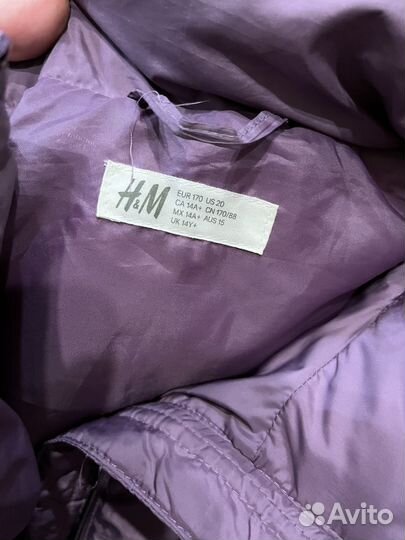 H&M
EUR 170 US 20
CA 14A+ CN 170/88
MX 14A+ AUS 15
UK 14Y+
Avito